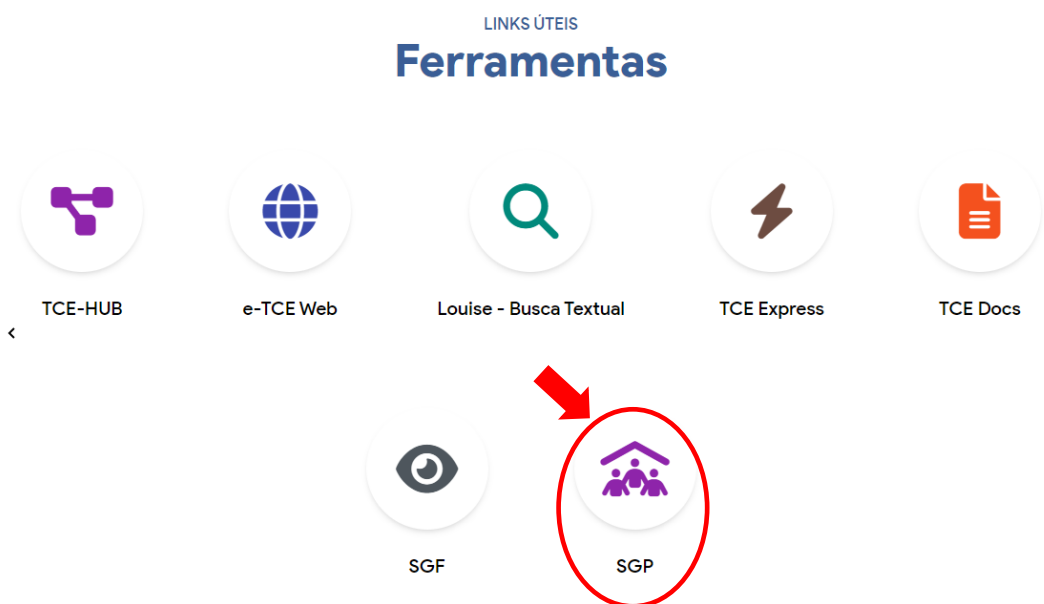 LINKS ÚTEIS
Ferramentas
TCE-HUB
e-TCE Web
Louise - Busca Textual
TCE Express
TCE Docs
SGF
SGP